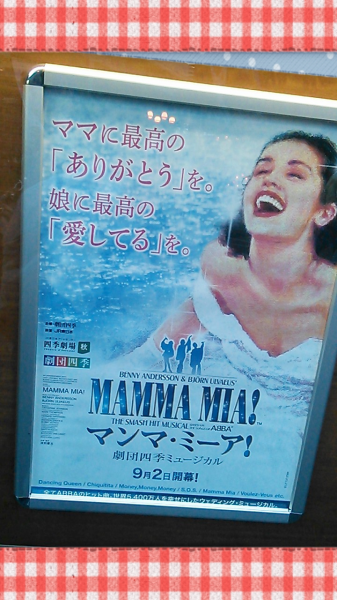 ママに最高の
「ありがとう」を。
娘に最高の
「愛してる」を。
四季劇場 秋
劇団四季
BENNY ANDERSSON & BJÖRN ULVAEUS'
MAMMA MIA!
THE SMASH HIT MUSICAL
ABBA
マンマ・ミーア!
劇団四季ミュージカル
9月2日開幕!
MAMMA MIA!
Dancing Queen / Chiquitita / Money,Money,Money / S.O.S. / Mamma Mia / Voulez-Vous etc.
全てABBAのヒット曲。世界5,400万人を幸せにしたウェディング・ミュージカル。